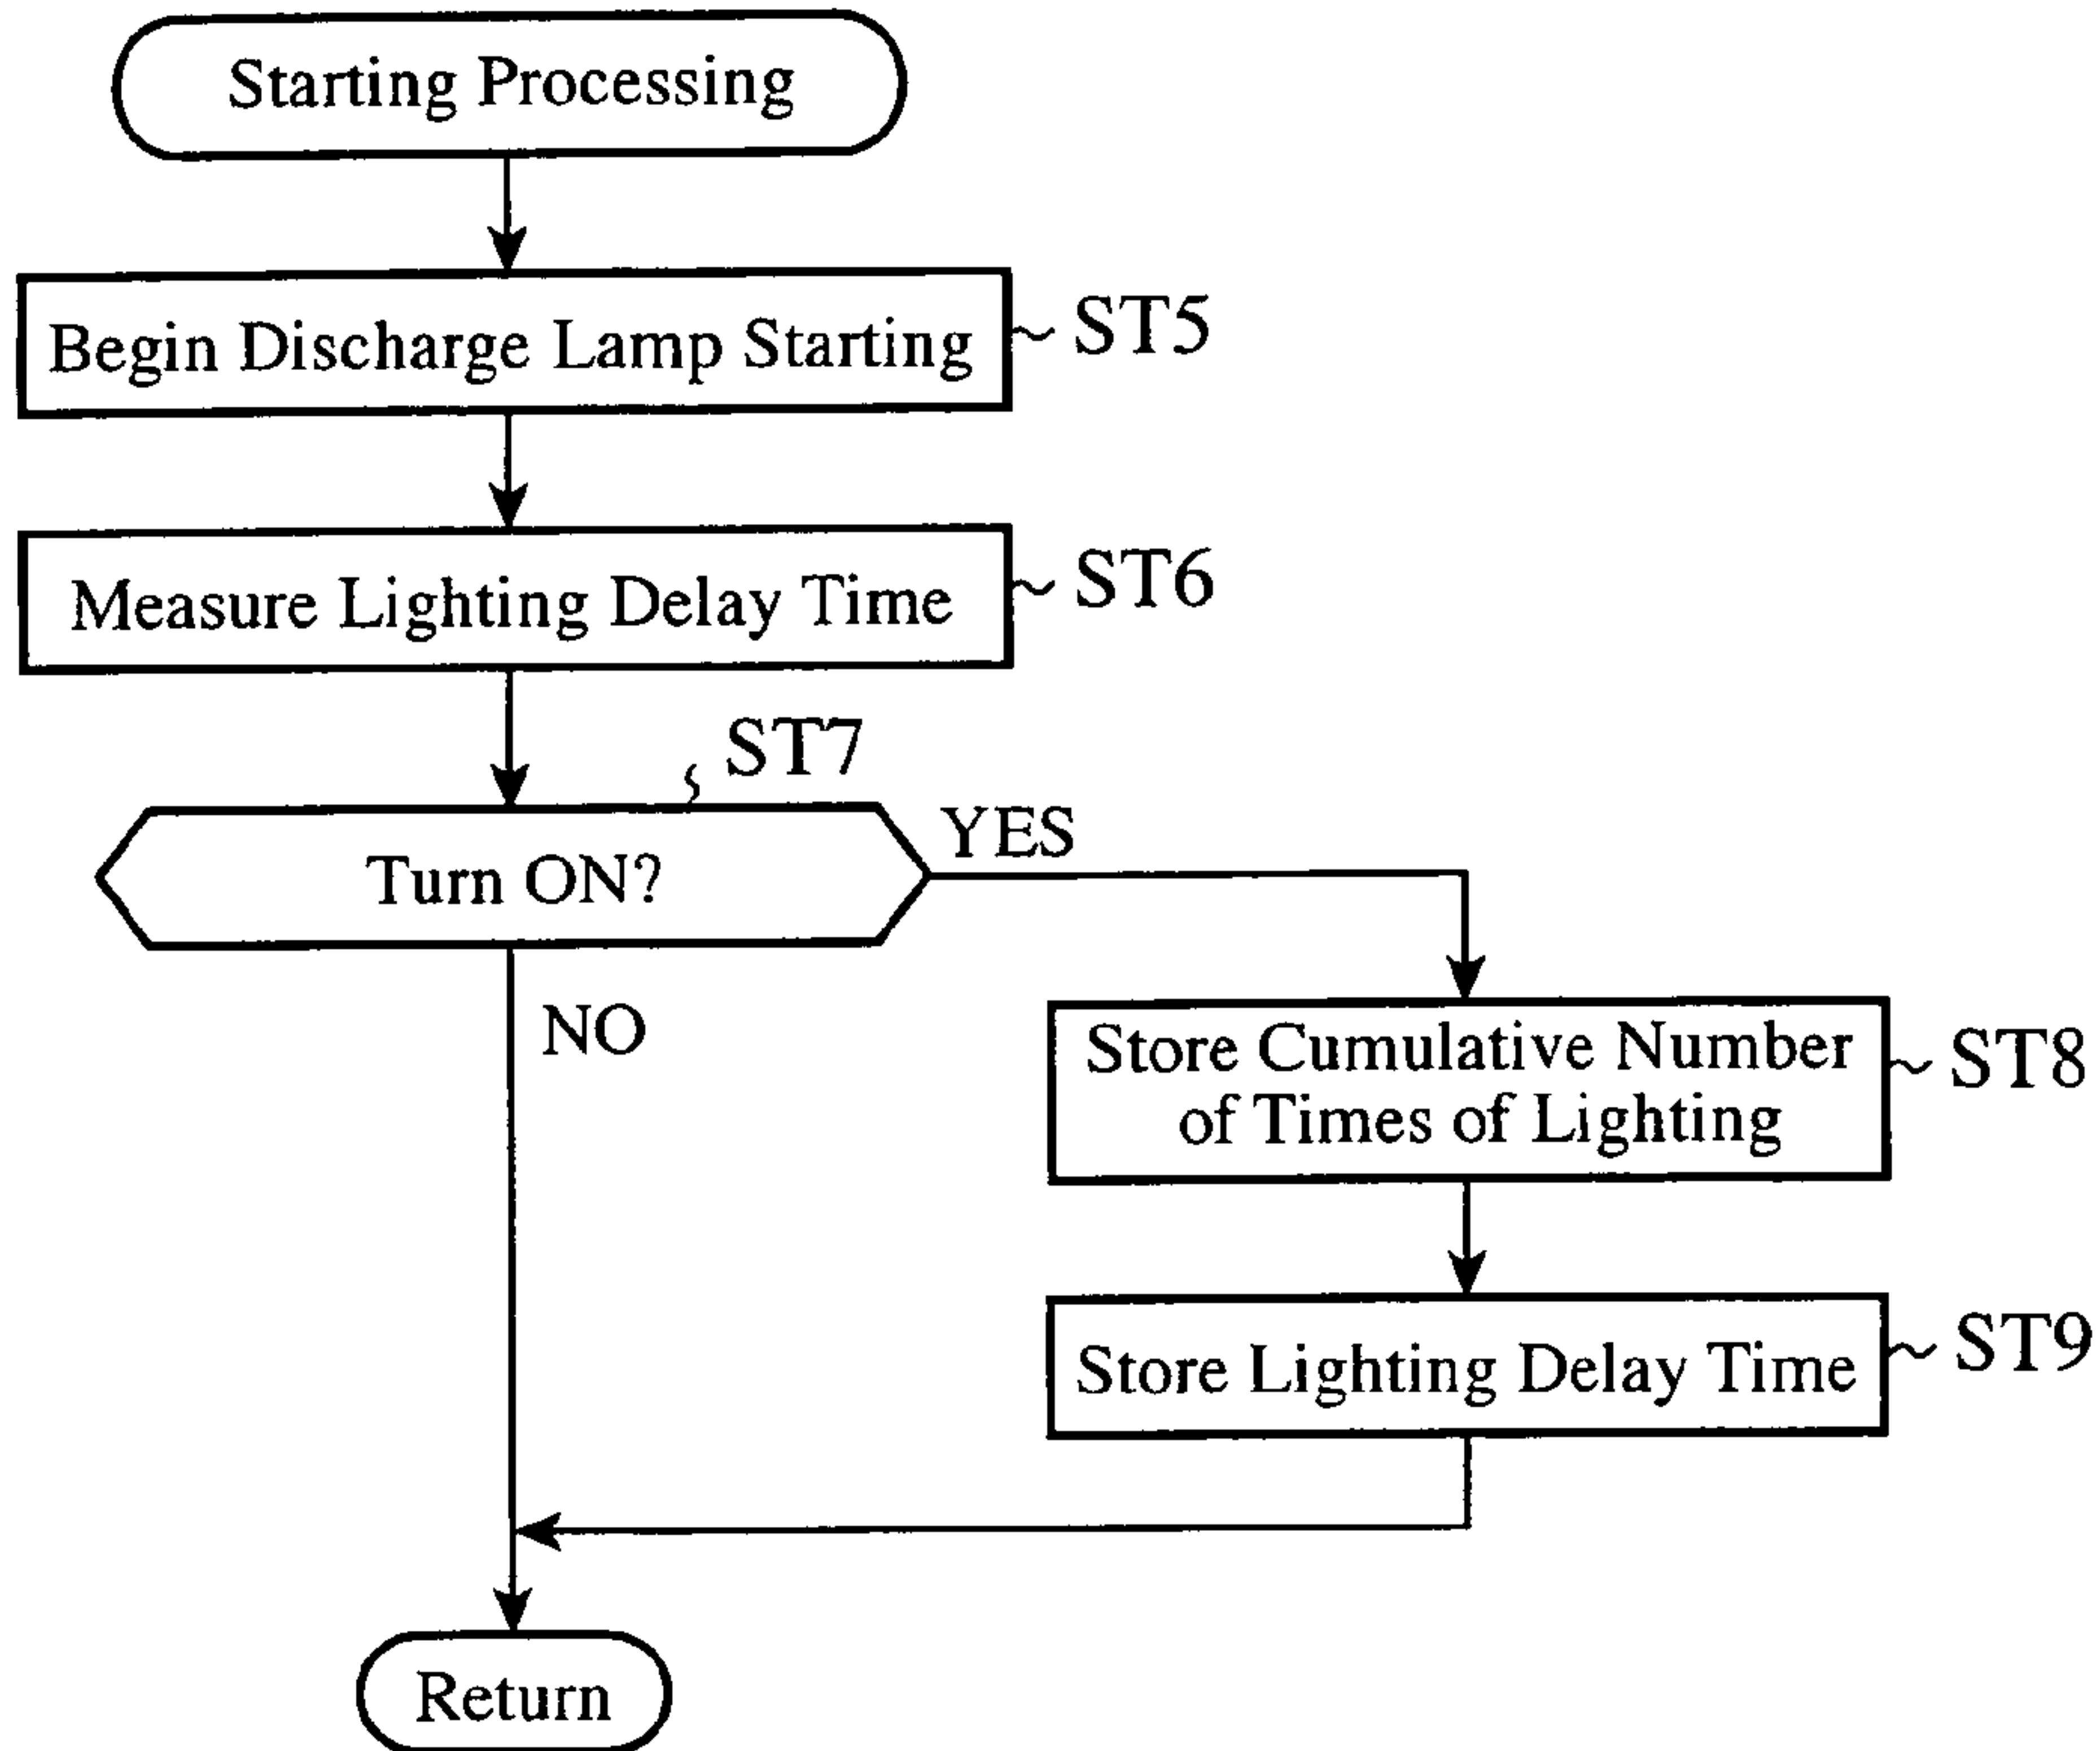 Starting Processing
Begin Discharge Lamp Starting
ST5
Measure Lighting Delay Time
ST6
ST7
Turn ON?
YES
NO
Store Cumulative Number
of Times of Lighting
ST8
Store Lighting Delay Time
ST9
Return